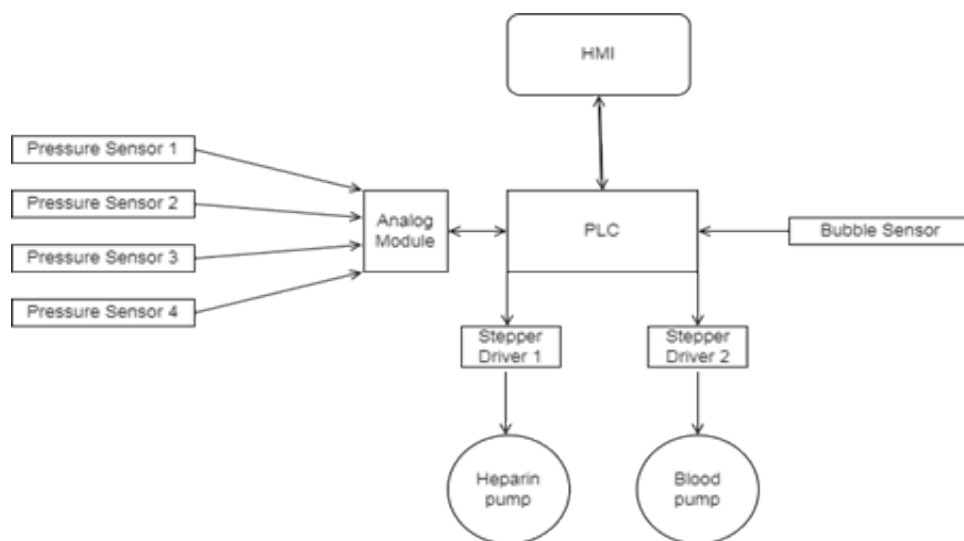 HMI
Pressure Sensor 1
Pressure Sensor 2
Pressure Sensor 3
Pressure Sensor 4
Analog
Module
PLC
Bubble Sensor
Stepper
Driver 1
Stepper
Driver 2
Heparin
pump
Blood
pump